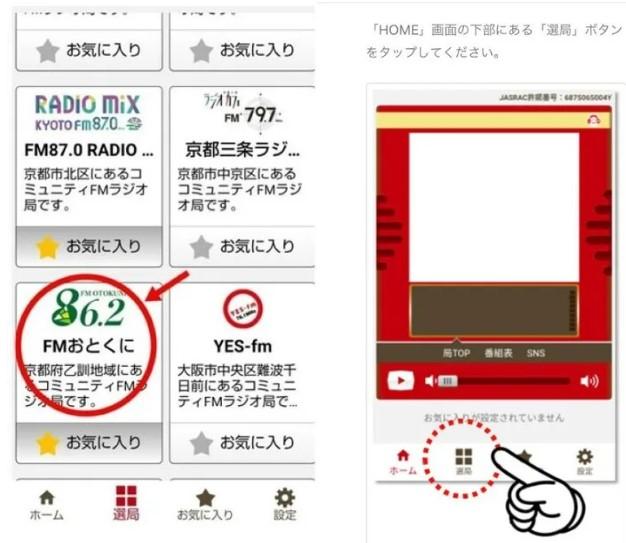 お気に入り
お気に入り
RADIO MIX
KYOTO FM87.0
FM87.0 RADIO ...
京都市北区にあるコ
ミュニティFMラジオ
局です。
お気に入り
ラジオカフェ
FM 79.7
京都三条ラジ...
京都市中京区にある
コミュニティFMラジ
オ局です。
お気に入り
FM OTOKUNI
86.2
FMおとくに
京都府乙訓地域にあ
るコミュニティFMラ
ジオ局です。
お気に入り
YES-fm
YES-fm
大阪市中央区難波千
日前にあるコミュニ
ティFMラジオ局で...
お気に入り
ホーム
選局
お気に入り
設定
「HOME」画面の下部にある「選局」ボタン
をタップしてください。
JASRAC許諾番号：6875065004Y
局TOP 番組表 SNS
お気に入りが設定されていません
ホーム
選局
設定